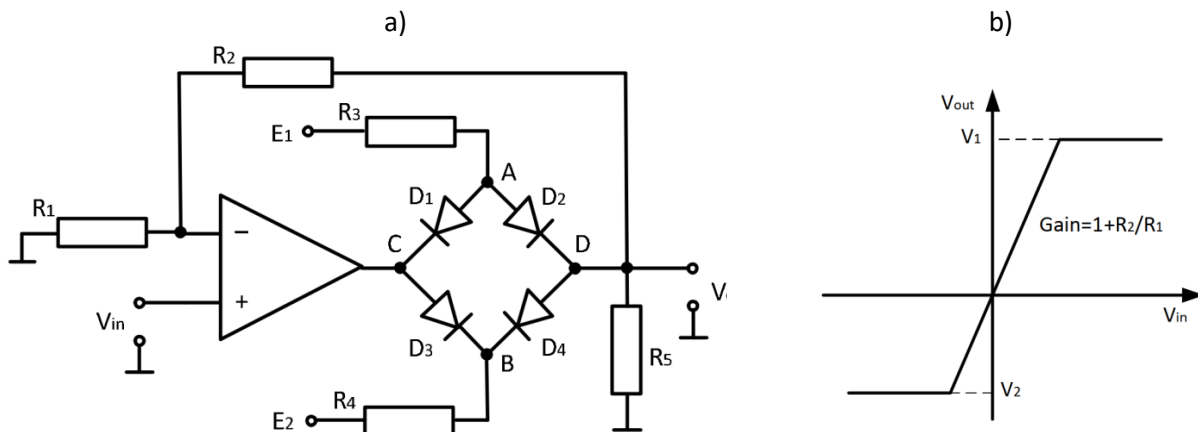 a)
b)
R2
R3
E1
A
D1
D2
R1
C
D
Vin
D3
D4
B
R5
E2
R4
Vout
V1
Gain=1+R2/R1
Vin
V2